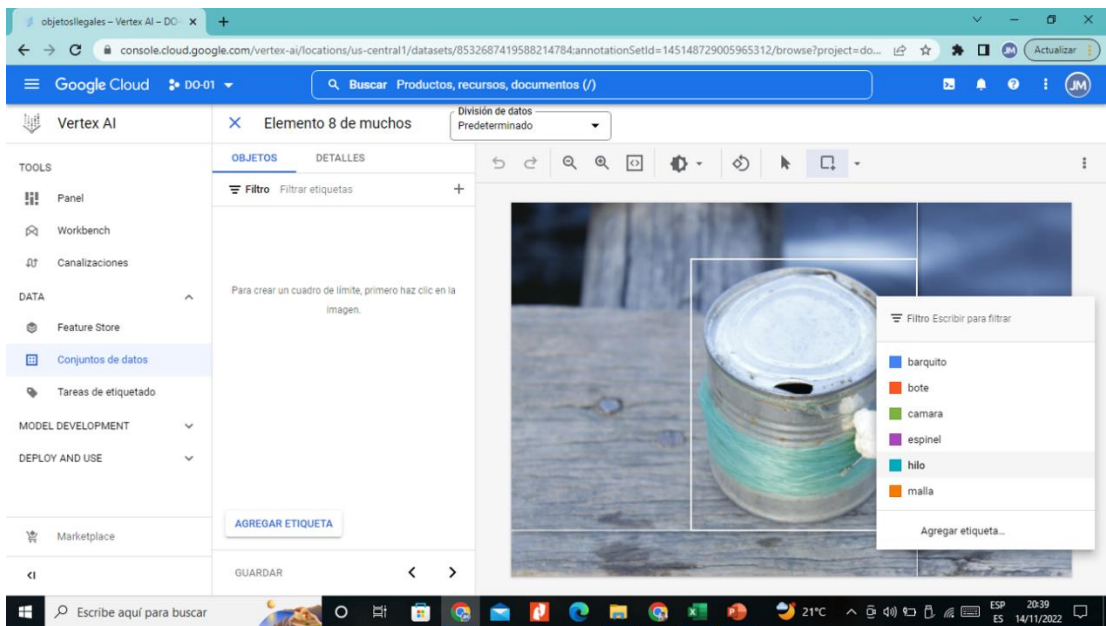 objetosIlegales – Vertex AI – DO-
console.cloud.google.com/vertex-ai/locations/us-central1/datasets/8532687419588214784:annotationSetId=145148729005965312/browse?project=do...
JM
Actualizar
Google Cloud
DO-01
Buscar Productos, recursos, documentos (/)
JM
Vertex AI
Elemento 8 de muchos
División de datos
Predeterminado
TOOLS
Panel
Workbench
Canalizaciones
DATA
Feature Store
Conjuntos de datos
Tareas de etiquetado
MODEL DEVELOPMENT
DEPLOY AND USE
Marketplace
OBJETOS DETALLES
Filtro Filtrar etiquetas
Para crear un cuadro de límite, primero haz clic en la
imagen.
AGREGAR ETIQUETA
GUARDAR
Filtro Escribir para filtrar
barquito
bote
camara
espinel
hilo
malla
Agregar etiqueta...
Escribe aquí para buscar
21°C
ESP
ES
20:39
14/11/2022